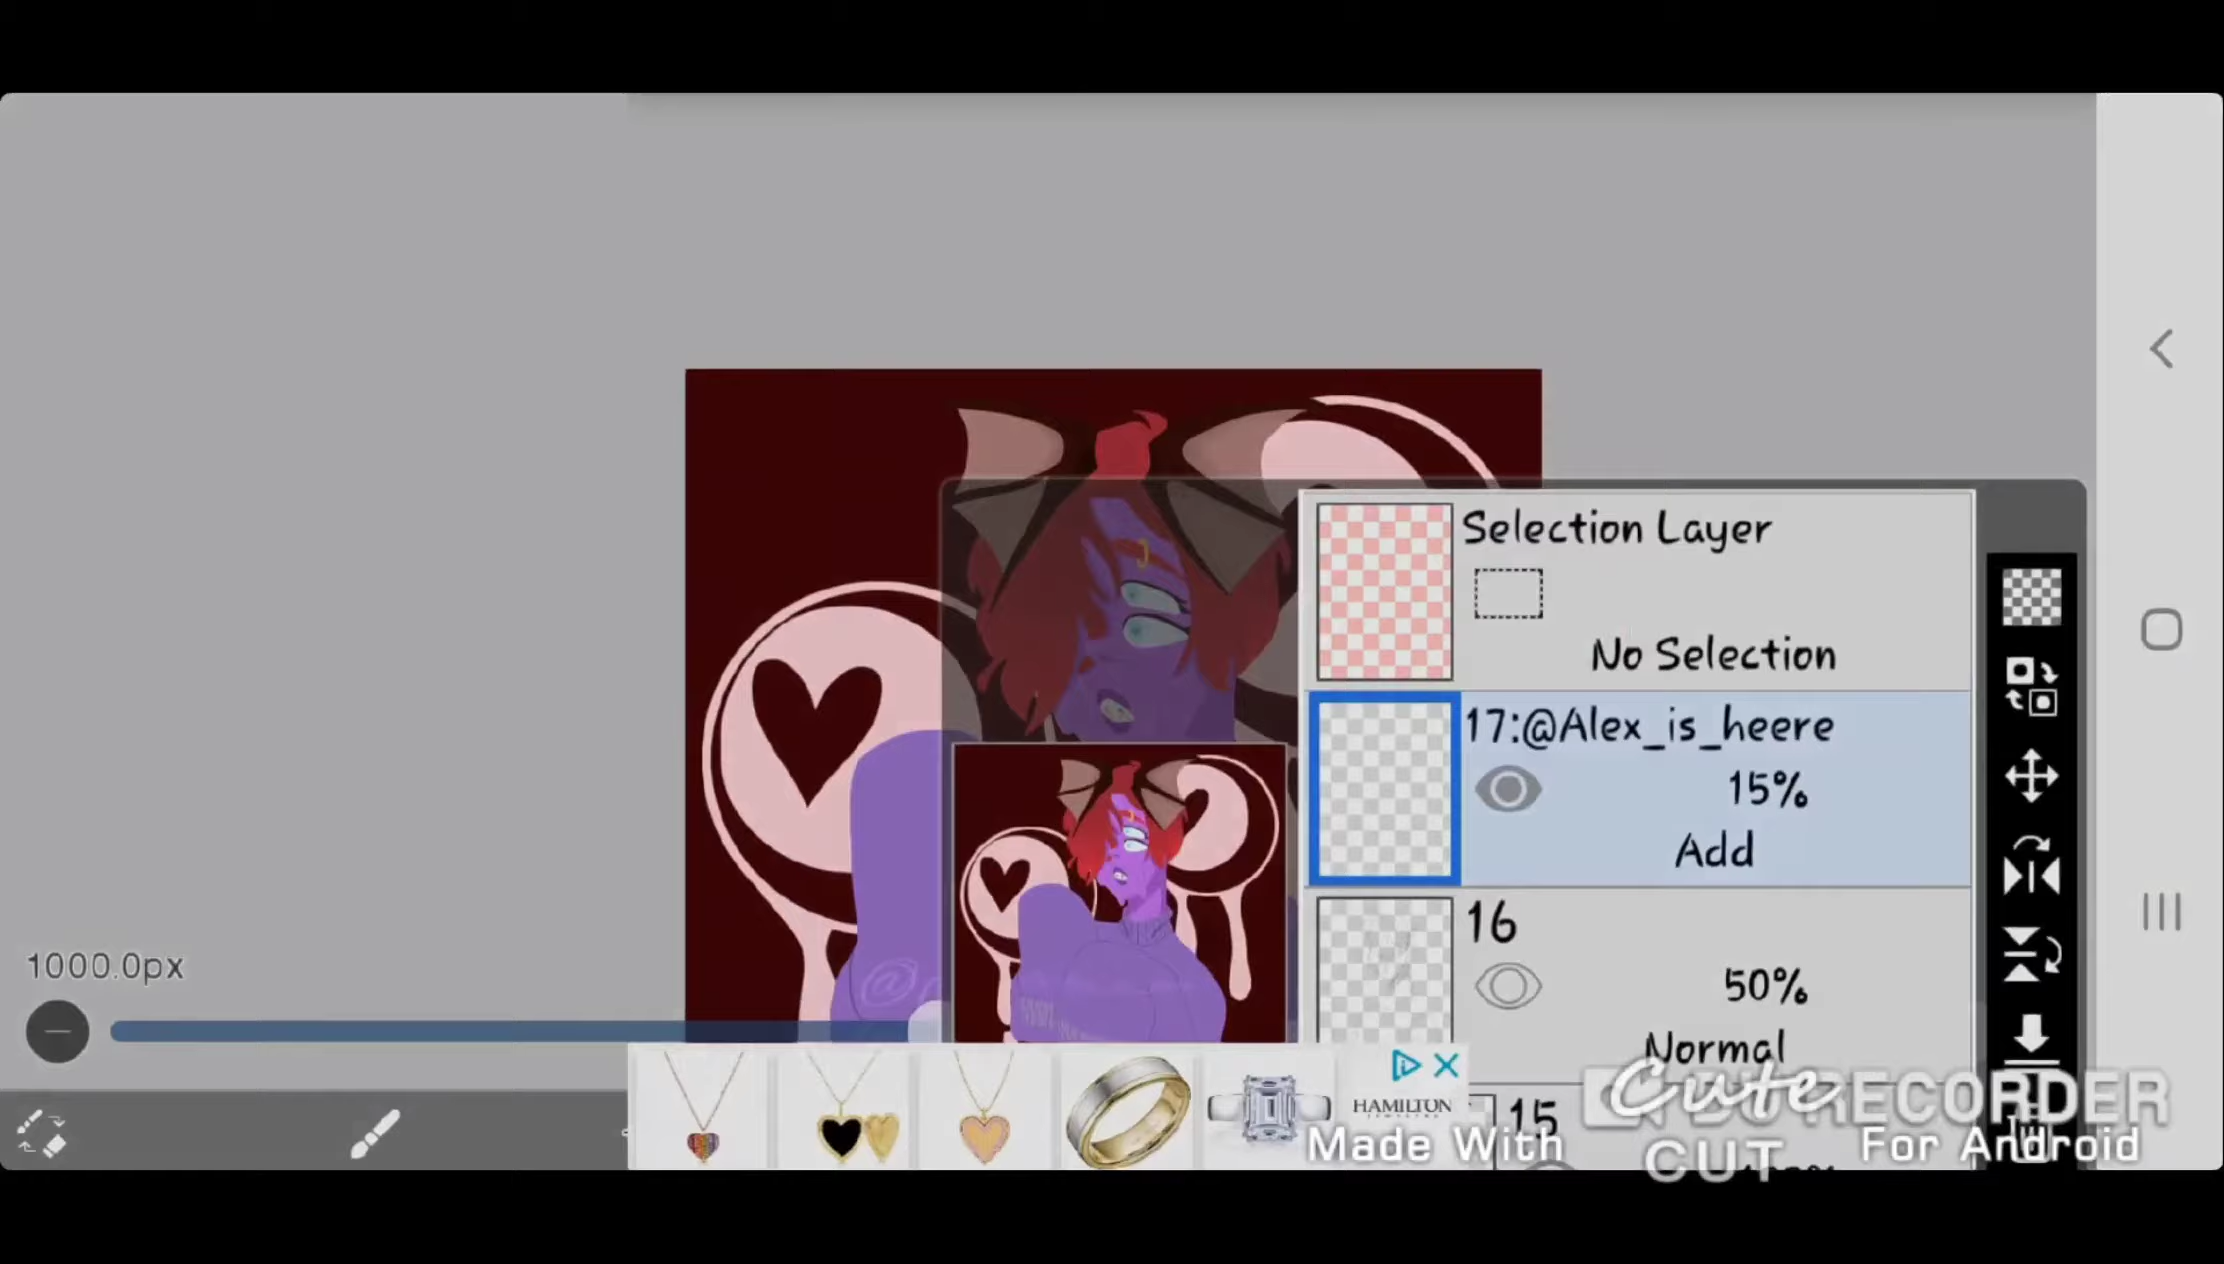 Selection Layer
No Selection
17:@Alex_is_heere
15%
Add
16
50%
Normal
1000.0px
15
HAMILTON
Made With
Cute
CUT
RECORDER
For Android